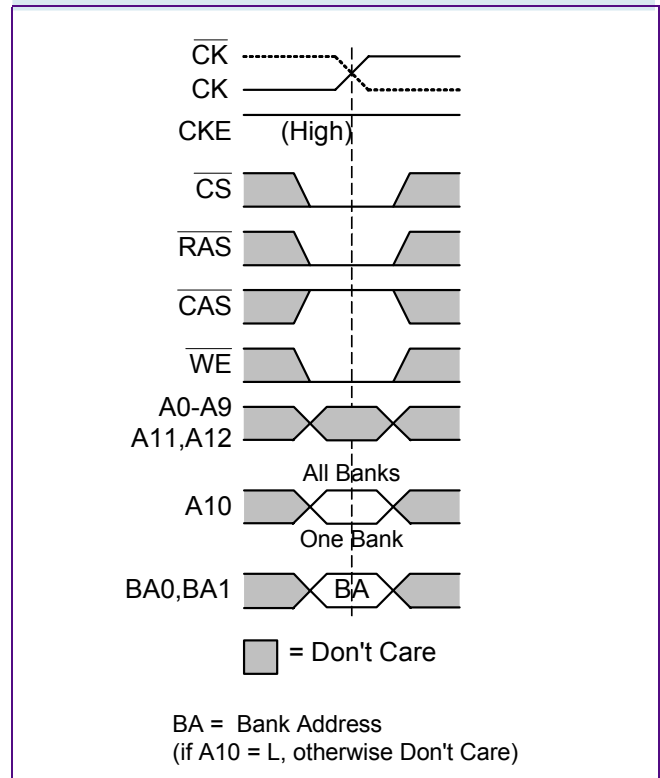 CK
CK
CKE (High)
CS
RAS
CAS
WE
A0-A9
A11,A12
All Banks
A10
One Bank
BA0,BA1 BA
= Don't Care
BA = Bank Address
(if A10 = L, otherwise Don't Care)